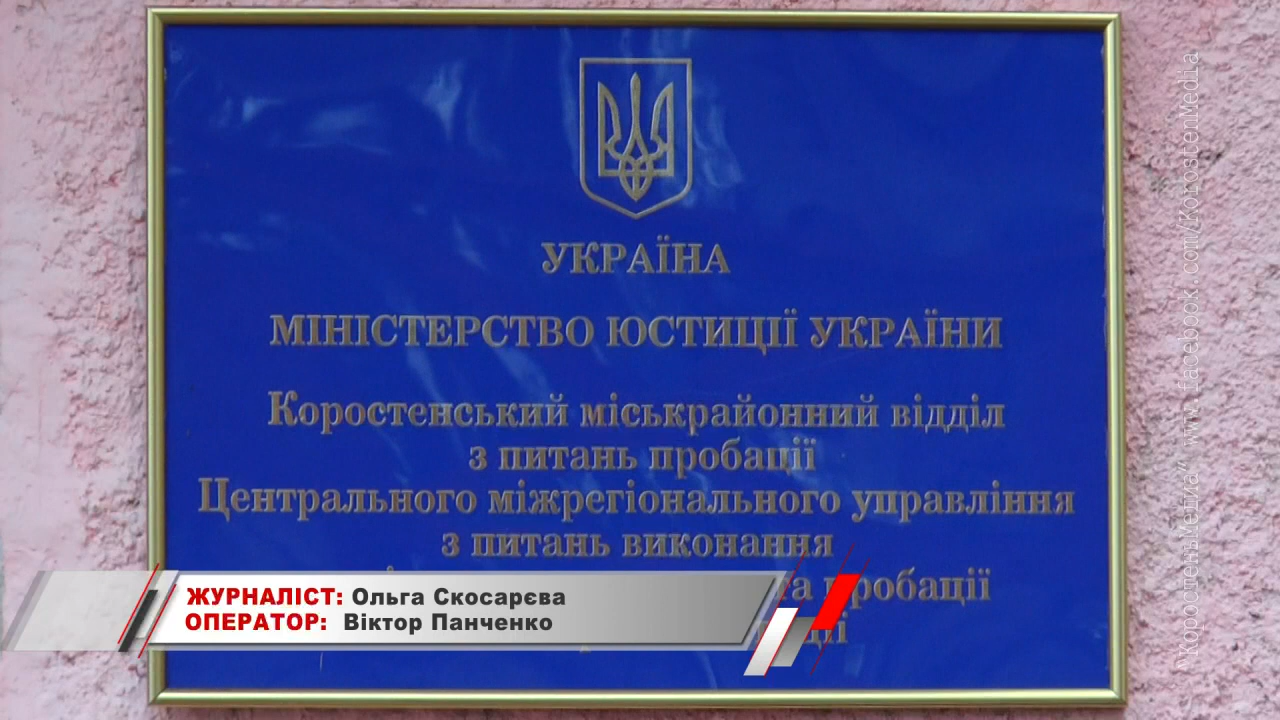 УКРАЇНА
МІНІСТЕРСТВО ЮСТИЦІЇ УКРАЇНИ
Коростенський міськрайонний відділ
з питань пробації
Центрального міжрегіонального управління
з питань виконання
та пробації
ЖУРНАЛІСТ: Ольга Скосарєва
ОПЕРАТОР: Віктор Панченко
"КоростеньМедиа" www.facebook.com/KorostenMedia